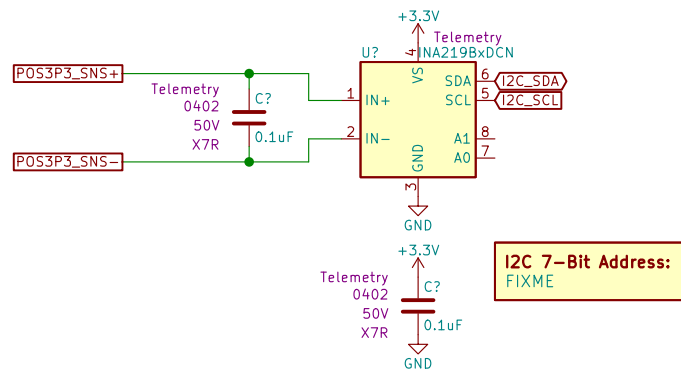 +3.3V
Telemetry
U?
INA219BxDCN
4
VS
POS3P3_SNS+
SDA
6
I2C_SDA
Telemetry
0402
50V
X7R
C?
0.1uF
1
IN+
SCL
5
I2C_SCL
2
IN-
A1
8
A0
7
POS3P3_SNS-
GND
3
GND
+3.3V
I2C 7-Bit Address:
FIXME
Telemetry
0402
50V
X7R
C?
0.1uF
GND